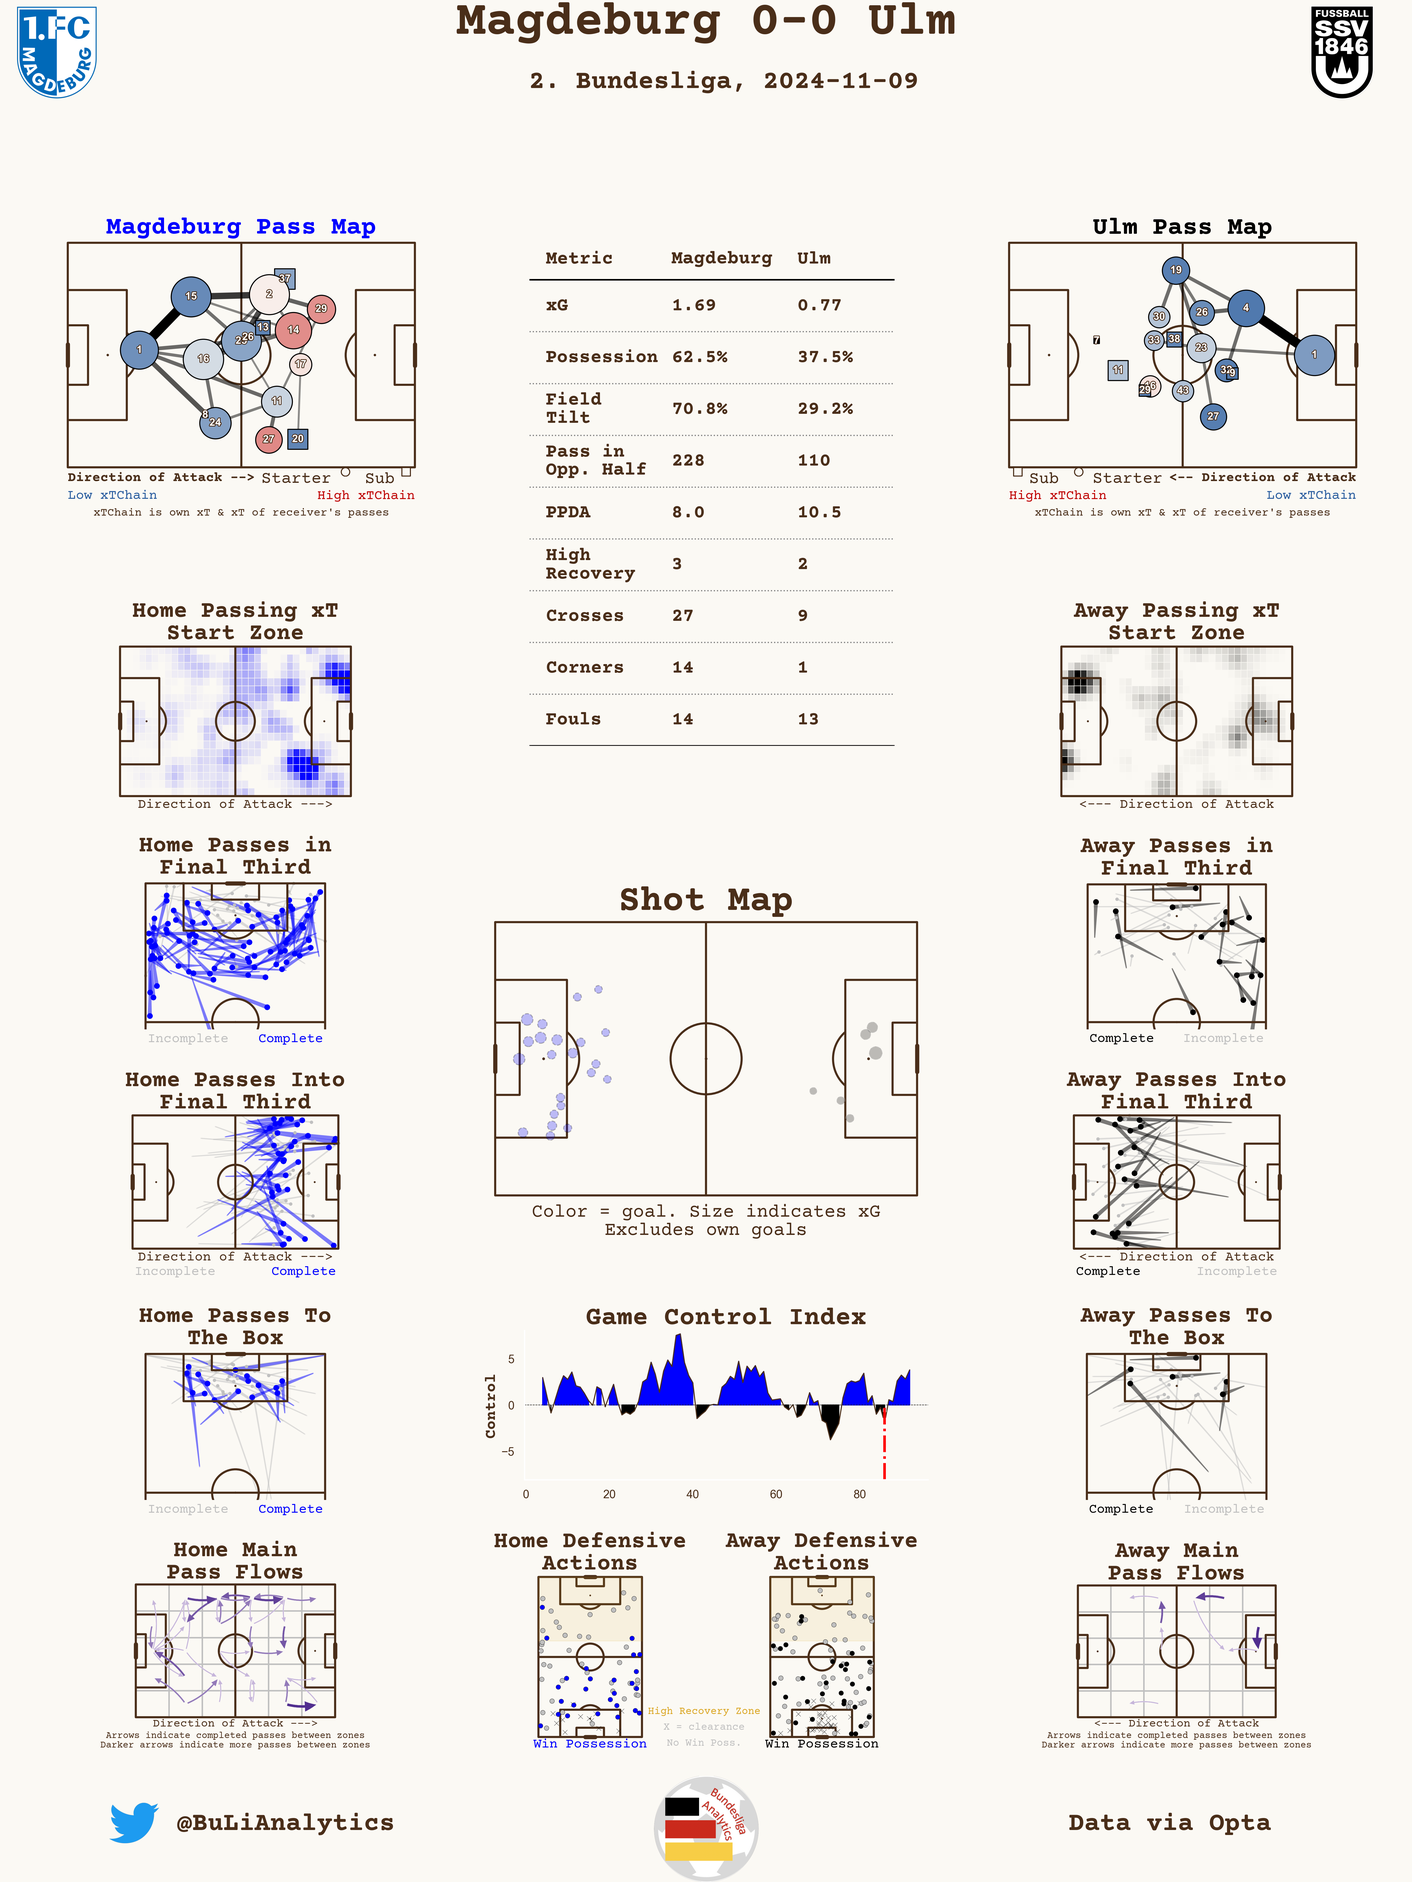 Magdeburg 0-0 Ulm
2. Bundesliga, 2024-11-09
1.FC
MAGDEBURG
FUSSBALL
SSV
1846
U
Magdeburg Pass Map
37
15
2
29
13
14
26
1
16
17
11
8
24
27
20
Direction of Attack --> Starter Sub
Low xTChain High xTChain
xTChain is own xT & xT of receiver's passes
Metric Magdeburg Ulm
xG 1.69 0.77
Possession 62.5% 37.5%
Field
Tilt 70.8% 29.2%
Pass in
Opp. Half 228 110
PPDA 8.0 10.5
High
Recovery 3 2
Crosses 27 9
Corners 14 1
Fouls 14 13
Ulm Pass Map
19
4
30
26
7
33
38
23
1
11
9
16
43
27
Sub Starter <-- Direction of Attack
High xTChain Low xTChain
xTChain is own xT & xT of receiver's passes
Home Passing xT
Start Zone
Direction of Attack --->
Away Passing xT
Start Zone
<--- Direction of Attack
Home Passes in
Final Third
Incomplete Complete
Away Passes in
Final Third
Complete Incomplete
Shot Map
Color = goal. Size indicates xG
Excludes own goals
Home Passes Into
Final Third
Direction of Attack --->
Incomplete Complete
Away Passes Into
Final Third
<--- Direction of Attack
Complete Incomplete
Home Passes To
The Box
Incomplete Complete
Game Control Index
Control
5
0
−5
0 20 40 60 80
Away Passes To
The Box
Complete Incomplete
Home Main
Pass Flows
Direction of Attack --->
Arrows indicate completed passes between zones
Darker arrows indicate more passes between zones
Home Defensive
Actions
Win Possession
High Recovery Zone
X = clearance
No Win Poss.
Away Defensive
Actions
Win Possession
Away Main
Pass Flows
<--- Direction of Attack
Arrows indicate completed passes between zones
Darker arrows indicate more passes between zones
@BuLiAnalytics
Bundesliga
Analytics
Data via Opta